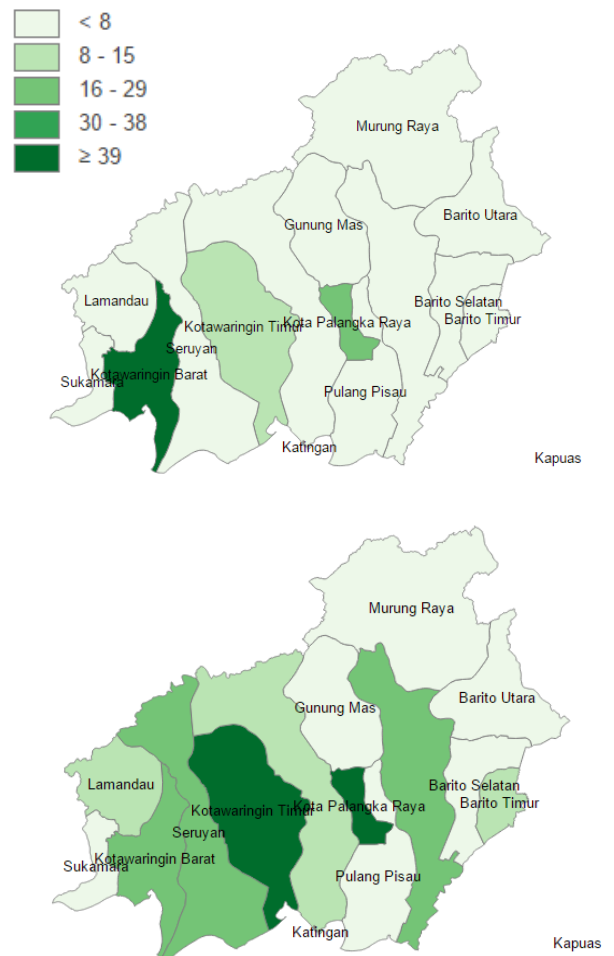 < 8
8 - 15
16 - 29
30 - 38
≥ 39
Murung Raya
Gunung Mas
Barito Utara
Lamandau
Barito Selatan
Kotawaringin Timur
Kota Palangka Raya
Barito Timur
Seruyan
Kotawaringin Barat
Sukamara
Pulang Pisau
Katingan
Kapuas
Murung Raya
Barito Utara
Gunung Mas
Lamandau
Barito Selatan
Barito Timur
Kotawaringin Timur
Kota Palangka Raya
Seruyan
Kotawaringin Barat
Sukamara
Pulang Pisau
Katingan
Kapuas